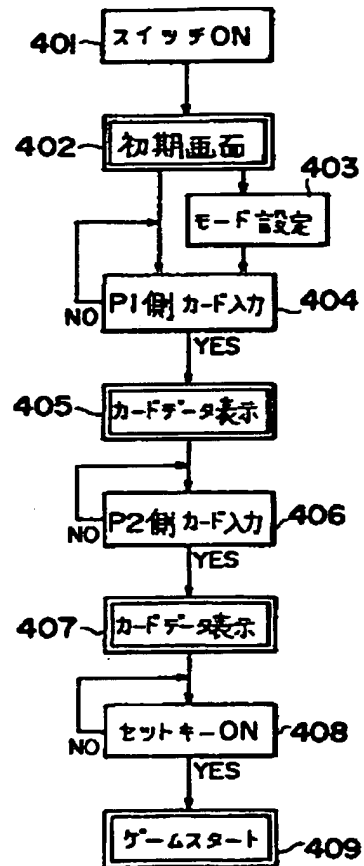 401
スイッチON
402
初期画面
403
モード設定
P1側カード入力
404
NO
YES
405
カードデータ表示
P2側カード入力
406
NO
YES
407
カードデータ表示
セットキーON
408
NO
YES
ゲームスタート
409